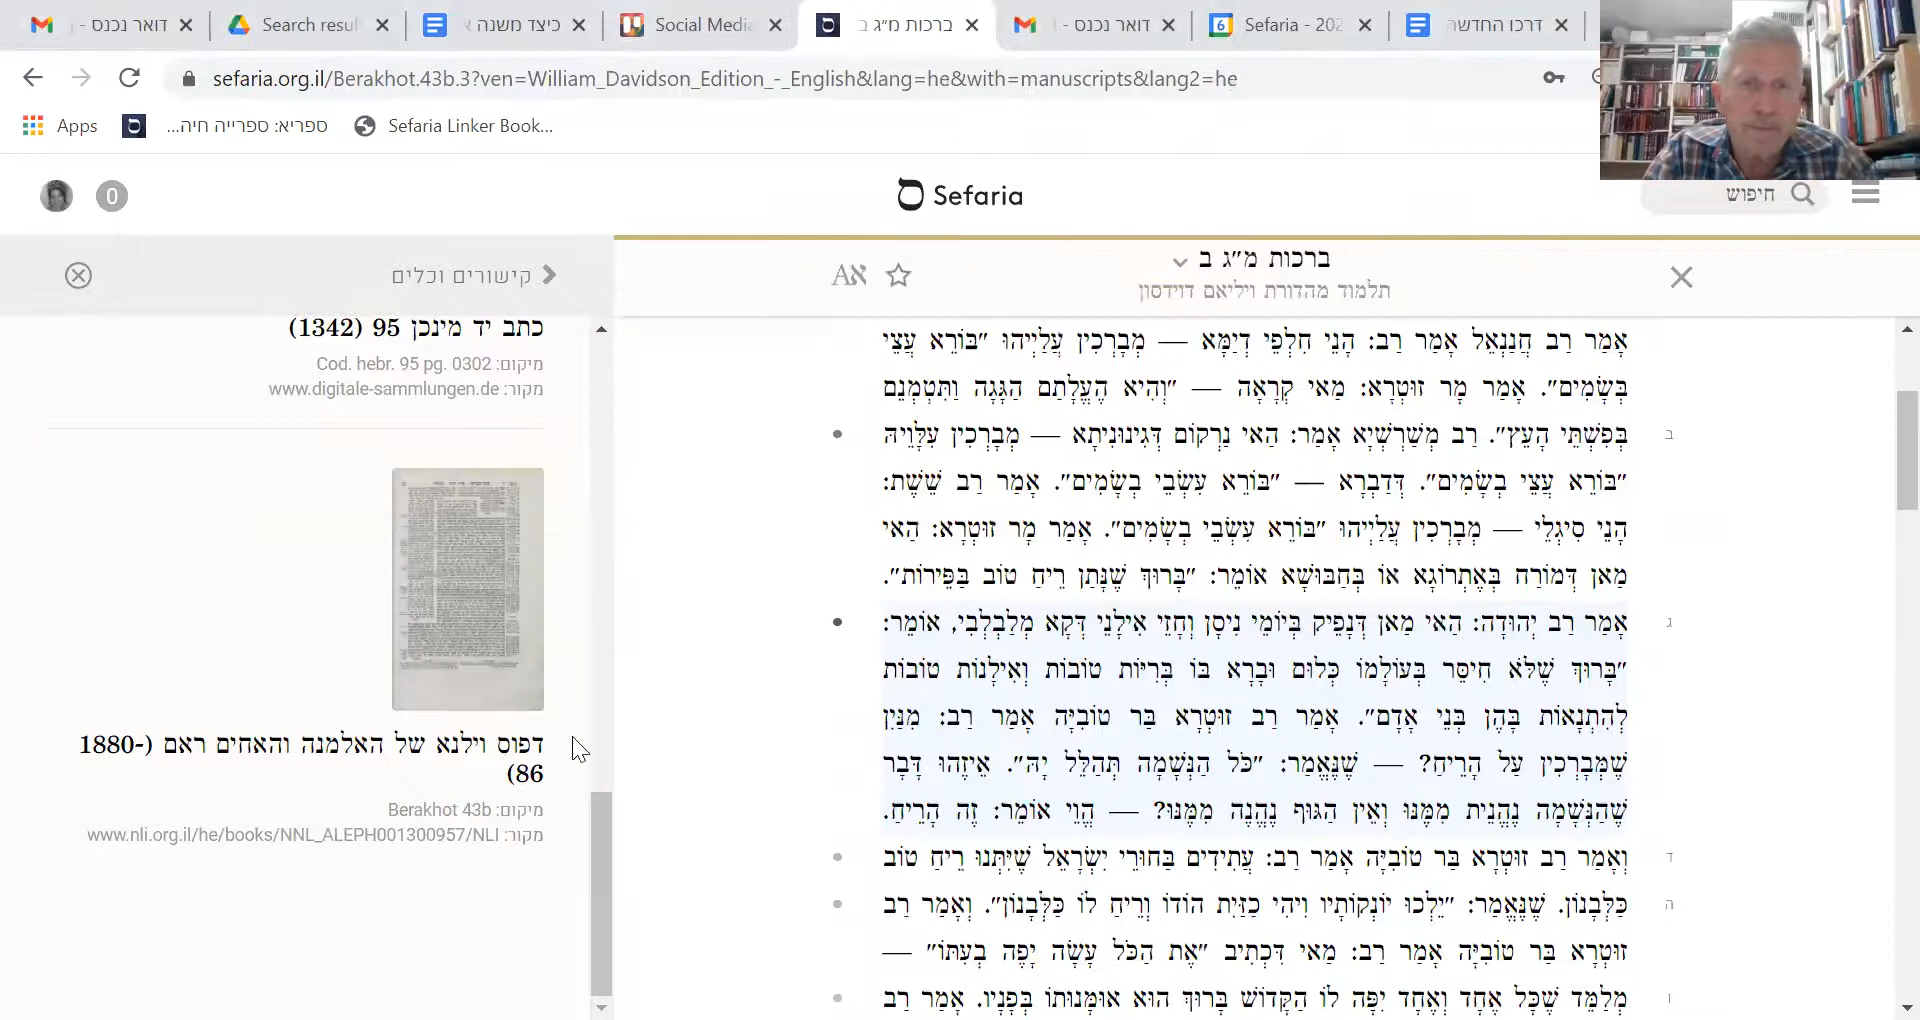 דואר נכנס -
Search resul
כיצד משנה א
Social Media
ברכות מ״ג ב
דואר נכנס -
Sefaria - 202
דרכו החדשה
sefaria.org.il/Berakhot.43b.3?ven=William_Davidson_Edition_-_English&lang=he&with=manuscripts&lang2=he
Apps
ספריא: ספרייה חיה...
Sefaria Linker Book...
0
Sefaria
חיפוש
קישורים וכלים
אA
ברכות מ״ג ב
תלמוד מהדורת ויליאם דוידסון
כתב יד מינכן 95 (1342)
מיקום: Cod. hebr. 95 pg. 0302
מקור: www.digitale-sammlungen.de
דפוס וילנא של האלמנה והאחים ראם (1880-
86)
מיקום: Berakhot 43b
מקור: www.nli.org.il/he/books/NNL_ALEPH001300957/NLI
אָמַר רַב חֲנַנְאֵל אָמַר רַב: הָנֵי חִלְפֵי דְיַמָּא — מְבָרְכִין עֲלַיְיהוּ ״בּוֹרֵא עֲצֵי
בְשָׂמִים״. אָמַר מָר זוּטְרָא: מַאי קְרָאָה — ״וְהִיא הֶעֱלָתַם הַגָּגָה וַתִּטְמְנֵם
ב
בְּפִשְׁתֵּי הָעֵץ״. רַב מְשַׁרְשְׁיָא אָמַר: הַאי נַרְקוֹם דְּגִינּוּנִיתָא — מְבָרְכִין עִלָּוֵיהּ
״בּוֹרֵא עֲצֵי בְשָׂמִים״. דְּדַבְרָא — ״בּוֹרֵא עִשְׂבֵי בְשָׂמִים״. אָמַר רַב שֵׁשֶׁת:
הָנֵי סִיגְלֵי — מְבָרְכִין עֲלַיְיהוּ ״בּוֹרֵא עִשְׂבֵי בְשָׂמִים״. אָמַר מָר זוּטְרָא: הַאי
מַאן דְּמוֹרַח בְּאֶתְרוֹגָא אוֹ בְּחַבּוּשָׁא אוֹמֵר: ״בָּרוּךְ שֶׁנָּתַן רֵיחַ טוֹב בַּפֵּירוֹת״.
ג
אָמַר רַב יְהוּדָה: הַאי מַאן דְּנָפֵיק בְּיוֹמֵי נִיסָן וְחָזֵי אִילָנֵי דְּקָא מְלַבְלְבִי, אוֹמֵר:
״בָּרוּךְ שֶׁלֹּא חִיסֵּר בְּעוֹלָמוֹ כְּלוּם וּבָרָא בּוֹ בְּרִיּוֹת טוֹבוֹת וְאִילָנוֹת טוֹבוֹת
לְהִתְנָאוֹת בָּהֶן בְּנֵי אָדָם״. אָמַר רַב זוּטְרָא בַּר טוֹבִיָּה אָמַר רַב: מִנַּיִן
שֶׁמְּבָרְכִין עַל הָרֵיחַ? — שֶׁנֶּאֱמַר: ״כֹּל הַנְּשָׁמָה תְּהַלֵּל יָהּ״. אֵיזֶהוּ דָּבָר
שֶׁהַנְּשָׁמָה נֶהֱנֵית מִמֶּנּוּ וְאֵין הַגּוּף נֶהֱנֶה מִמֶּנּוּ? — הֱוֵי אוֹמֵר: זֶה הָרֵיחַ.
ד
וְאָמַר רַב זוּטְרָא בַּר טוֹבִיָּה אָמַר רַב: עֲתִידִים בַּחוּרֵי יִשְׂרָאֵל שֶׁיִּתְּנוּ רֵיחַ טוֹב
ה
כַּלְּבָנוֹן. שֶׁנֶּאֱמַר: ״יֵלְכוּ יוֹנְקוֹתָיו וִיהִי כַזַּיִת הוֹדוֹ וְרֵיחַ לוֹ כַּלְּבָנוֹן״. וְאָמַר רַב
זוּטְרָא בַּר טוֹבִיָּה אָמַר רַב: מַאי דִּכְתִיב ״אֶת הַכֹּל עָשָׂה יָפֶה בְעִתּוֹ״ —
ו
מְלַמֵּד שֶׁכׇּל אֶחָד וְאֶחָד יִפָּה לוֹ הַקָּדוֹשׁ בָּרוּךְ הוּא אוּמָּנוּתוֹ בְּפָנָיו. אָמַר רַב